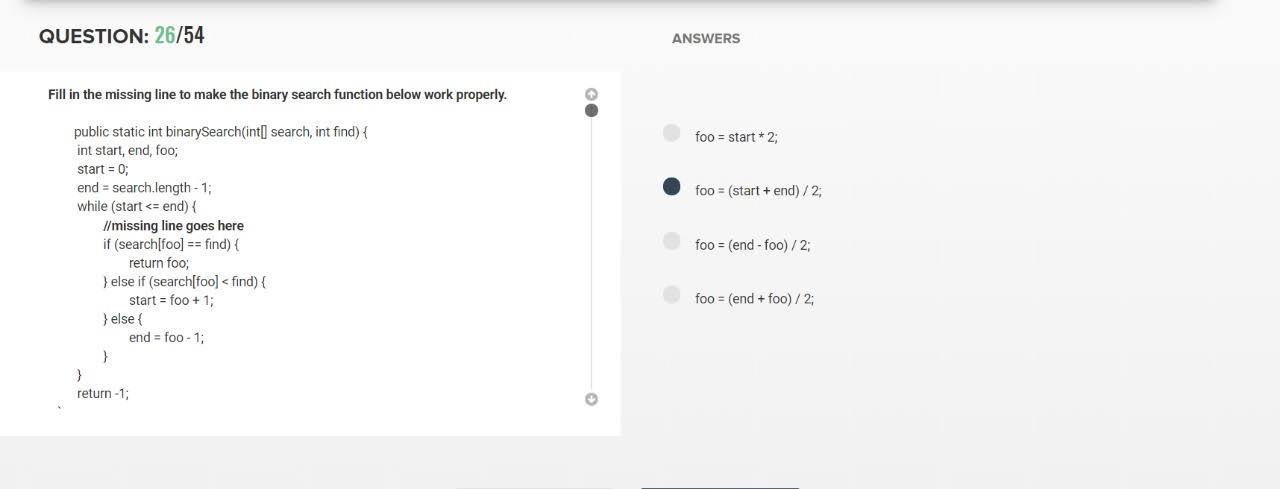 QUESTION: 26/54
ANSWERS
Fill in the missing line to make the binary search function below work properly.
public static int binarySearch(int[] search, int find) {
int start, end, foo;
start = 0;
end = search.length - 1;
while (start <= end) {
//missing line goes here
if (search[foo] == find) {
return foo;
} else if (search[foo] < find) {
start = foo + 1;
} else {
end = foo - 1;
}
}
return -1;
foo = start * 2;
foo = (start + end) / 2;
foo = (end - foo) / 2;
foo = (end + foo) / 2;